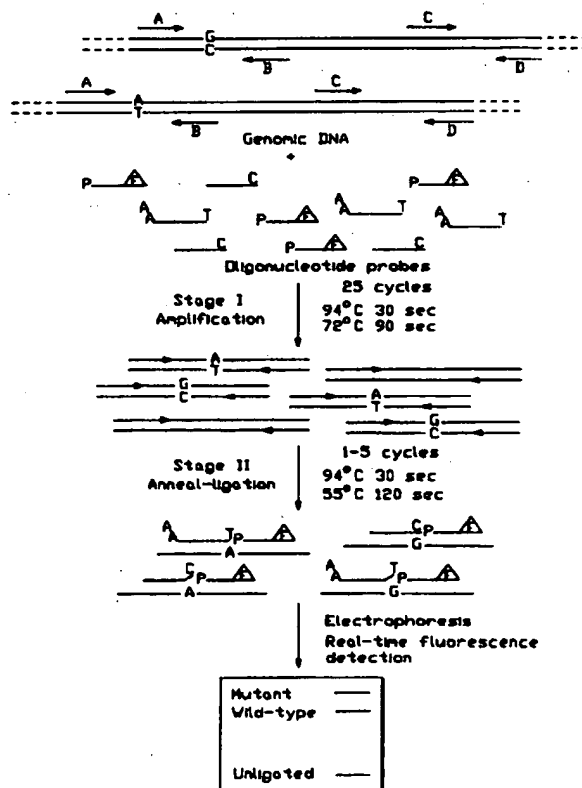 A C
G
C
B D
A C
A
T
B D
Genomic DNA
+
P F C P F
A A T P F A A T
C P F C
Oligonucleotide probes
25 cycles
Stage I 94°C 30 sec
Amplification 72°C 90 sec
A
T
G A
C T
G
C
1-5 cycles
Stage II 94°C 30 sec
Anneal-ligation 55°C 120 sec
A A T P F C P F
A G
C P F A A T P F
A G
Electrophoresis
Real-time fluorescence
detection
Mutant
Wild-type
Unligated